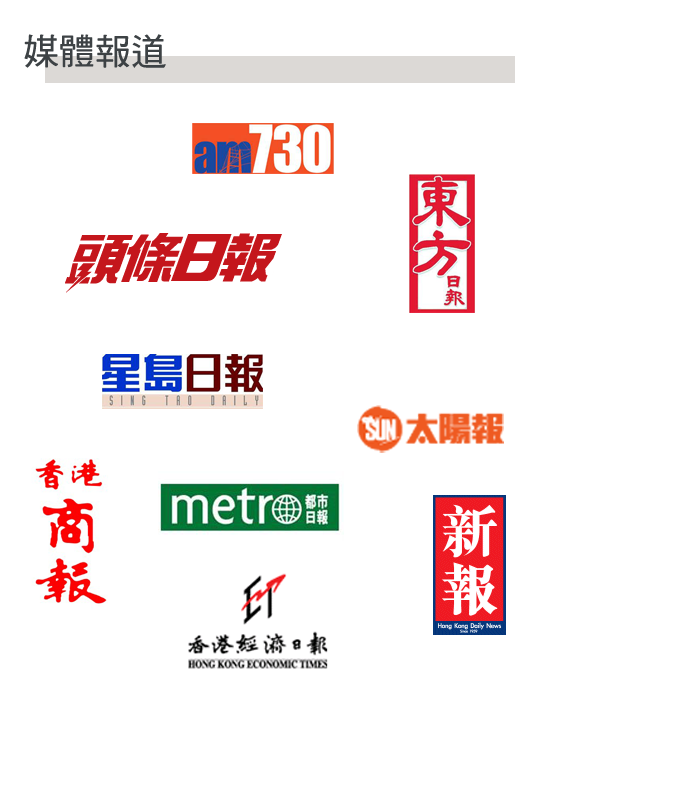 媒體報道
am730
東方日報
頭條日報
星島日報
SING TAO DAILY
SUN 太陽報
香港
商報
metro 都市日報
新報
Hong Kong Daily News
Since 1959
ET
香港經濟日報
HONG KONG ECONOMIC TIMES